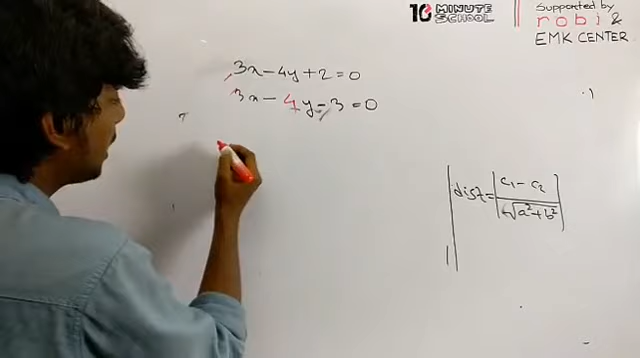 10 MINUTE SCHOOL
Supported by
robi &
EMK CENTER
3x-4y+2=0
3x-4y-3=0
dist = |c₁-c₂ / √a²+b²|